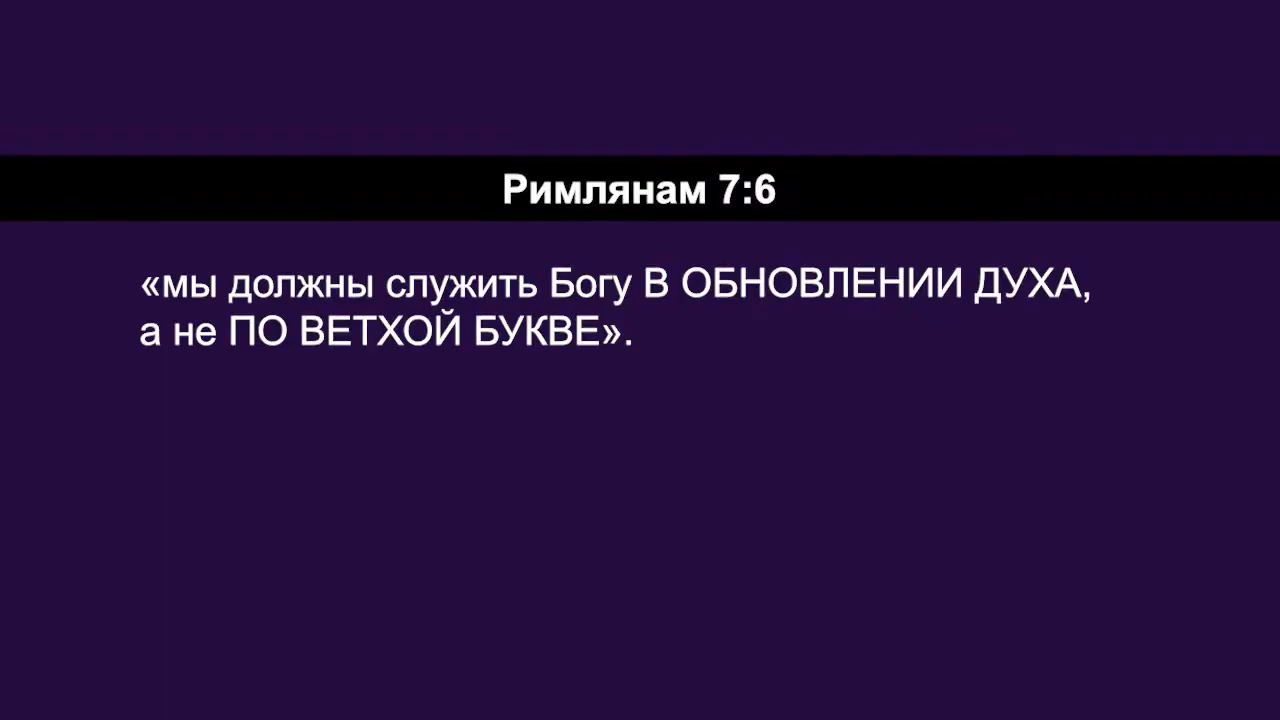 Римлянам 7:6
«мы должны служить Богу В ОБНОВЛЕНИИ ДУХА,
а не ПО ВЕТХОЙ БУКВЕ».